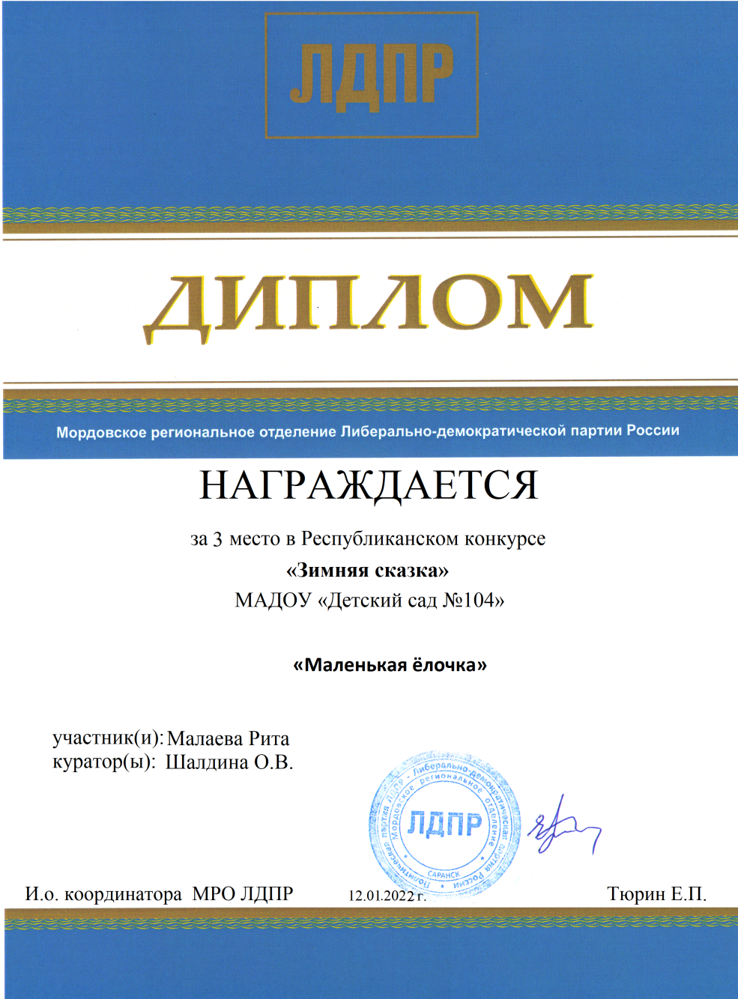 ЛДПР
ДИПЛОМ
Мордовское региональное отделение Либерально-демократической партии России
НАГРАЖДАЕТСЯ
за 3 место в Республиканском конкурсе
«Зимняя сказка»
МАДОУ «Детский сад №104»
«Маленькая ёлочка»
участник(и): Малаева Рита
куратор(ы): Шалдина О.В.
Политическая партия ЛДПР - Либерально-демократическая партия России
Мордовское региональное отделение
ЛДПР
САРАНСК
И.о. координатора МРО ЛДПР 12.01.2022 г. Тюрин Е.П.